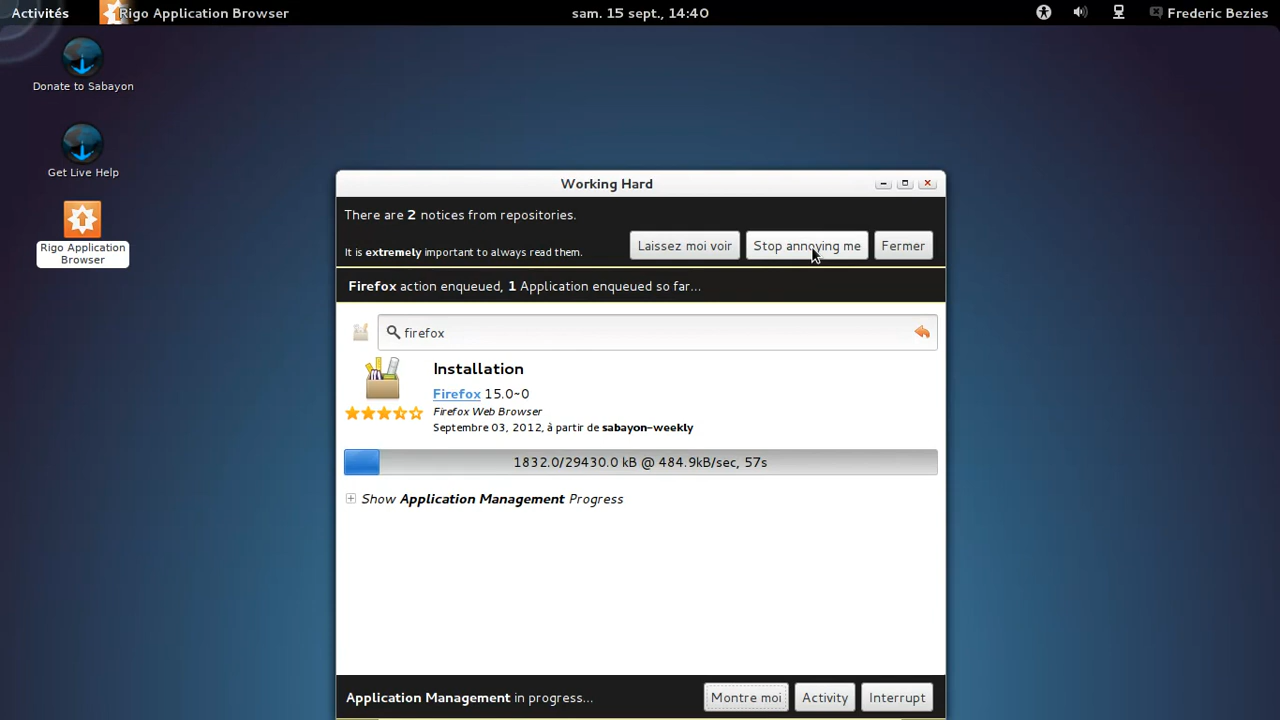 Activités
Rigo Application Browser
sam. 15 sept., 14:40
Frederic Bezies
Donate to Sabayon
Get Live Help
Rigo Application
Browser
Working Hard
There are 2 notices from repositories.
It is extremely important to always read them.
Laissez moi voir
Stop annoying me
Fermer
Firefox action enqueued, 1 Application enqueued so far...
firefox
Installation
Firefox 15.0~0
Firefox Web Browser
Septembre 03, 2012, à partir de sabayon-weekly
1832.0/29430.0 kB @ 484.9kB/sec, 57s
Show Application Management Progress
Application Management in progress...
Montre moi
Activity
Interrupt